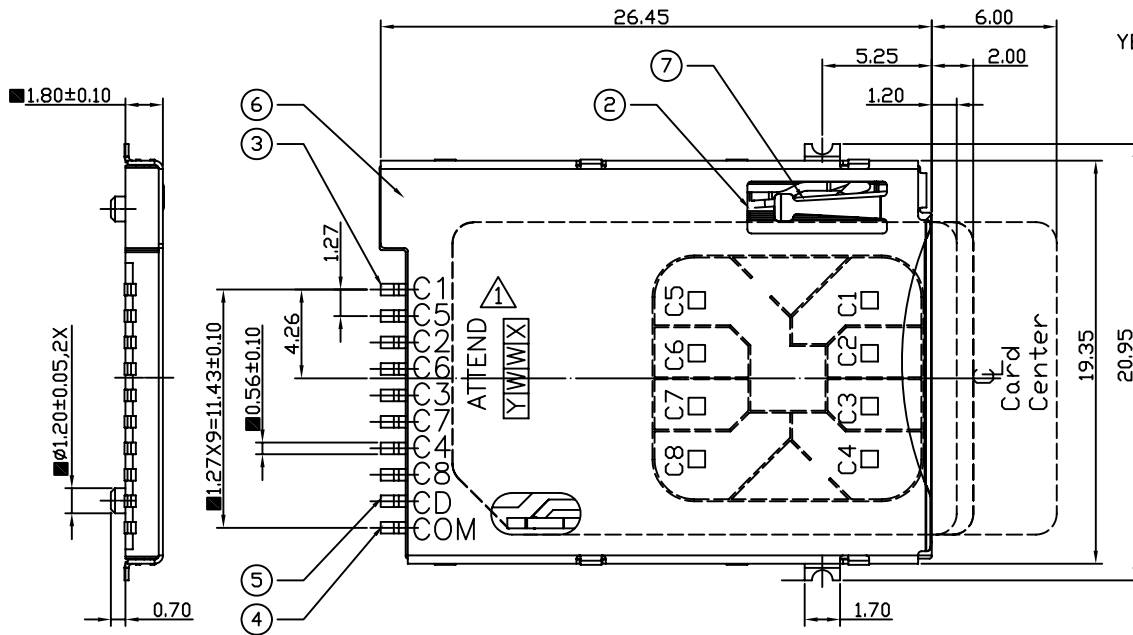 26.45
6.00
YE
5.25
2.00
1.20
7
2
■1.80±0.10
6
3
1.27
4.26
■0.56±0.10
■1.27X9=11.43±0.10
■ø1.20±0.05,2X
C1
C5
C2
C6
C3
C7
C4
C8
CD
COM
1
ATTEND
YWWX
C5
C1
C6
C2
C7
C3
C8
C4
CL
Card
Center
19.35
20.95
5
4
0.70
1.70